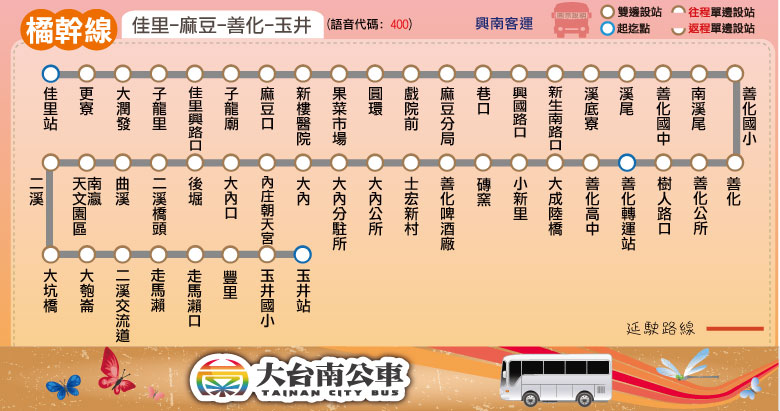 橘幹線
佳里-麻豆-善化-玉井
(語音代碼: 400)
興南客運
雙邊設站
往程單邊設站
起迄點
返程單邊設站
佳里站
更寮
大潤發
子龍里
佳里興路口
子龍廟
麻豆口
新樓醫院
果菜市場
圓環
戲院前
麻豆分局
巷口
興國路口
新生南路口
溪底寮
溪尾
善化國中
南溪尾
善化國小
善化
善化公所
樹人路口
善化轉運站
善化高中
大成陸橋
小新里
磚窯
善化啤酒廠
士宏新村
大內公所
大內分駐所
大內
內庄朝天宮
大內口
後堀
二溪橋頭
曲溪
南瀛
天文園區
二溪
大坑橋
大匏崙
二溪交流道
走馬瀨
走馬瀨口
豐里
玉井國小
玉井站
延駛路線
大台南公車
TAINAN CITY BUS